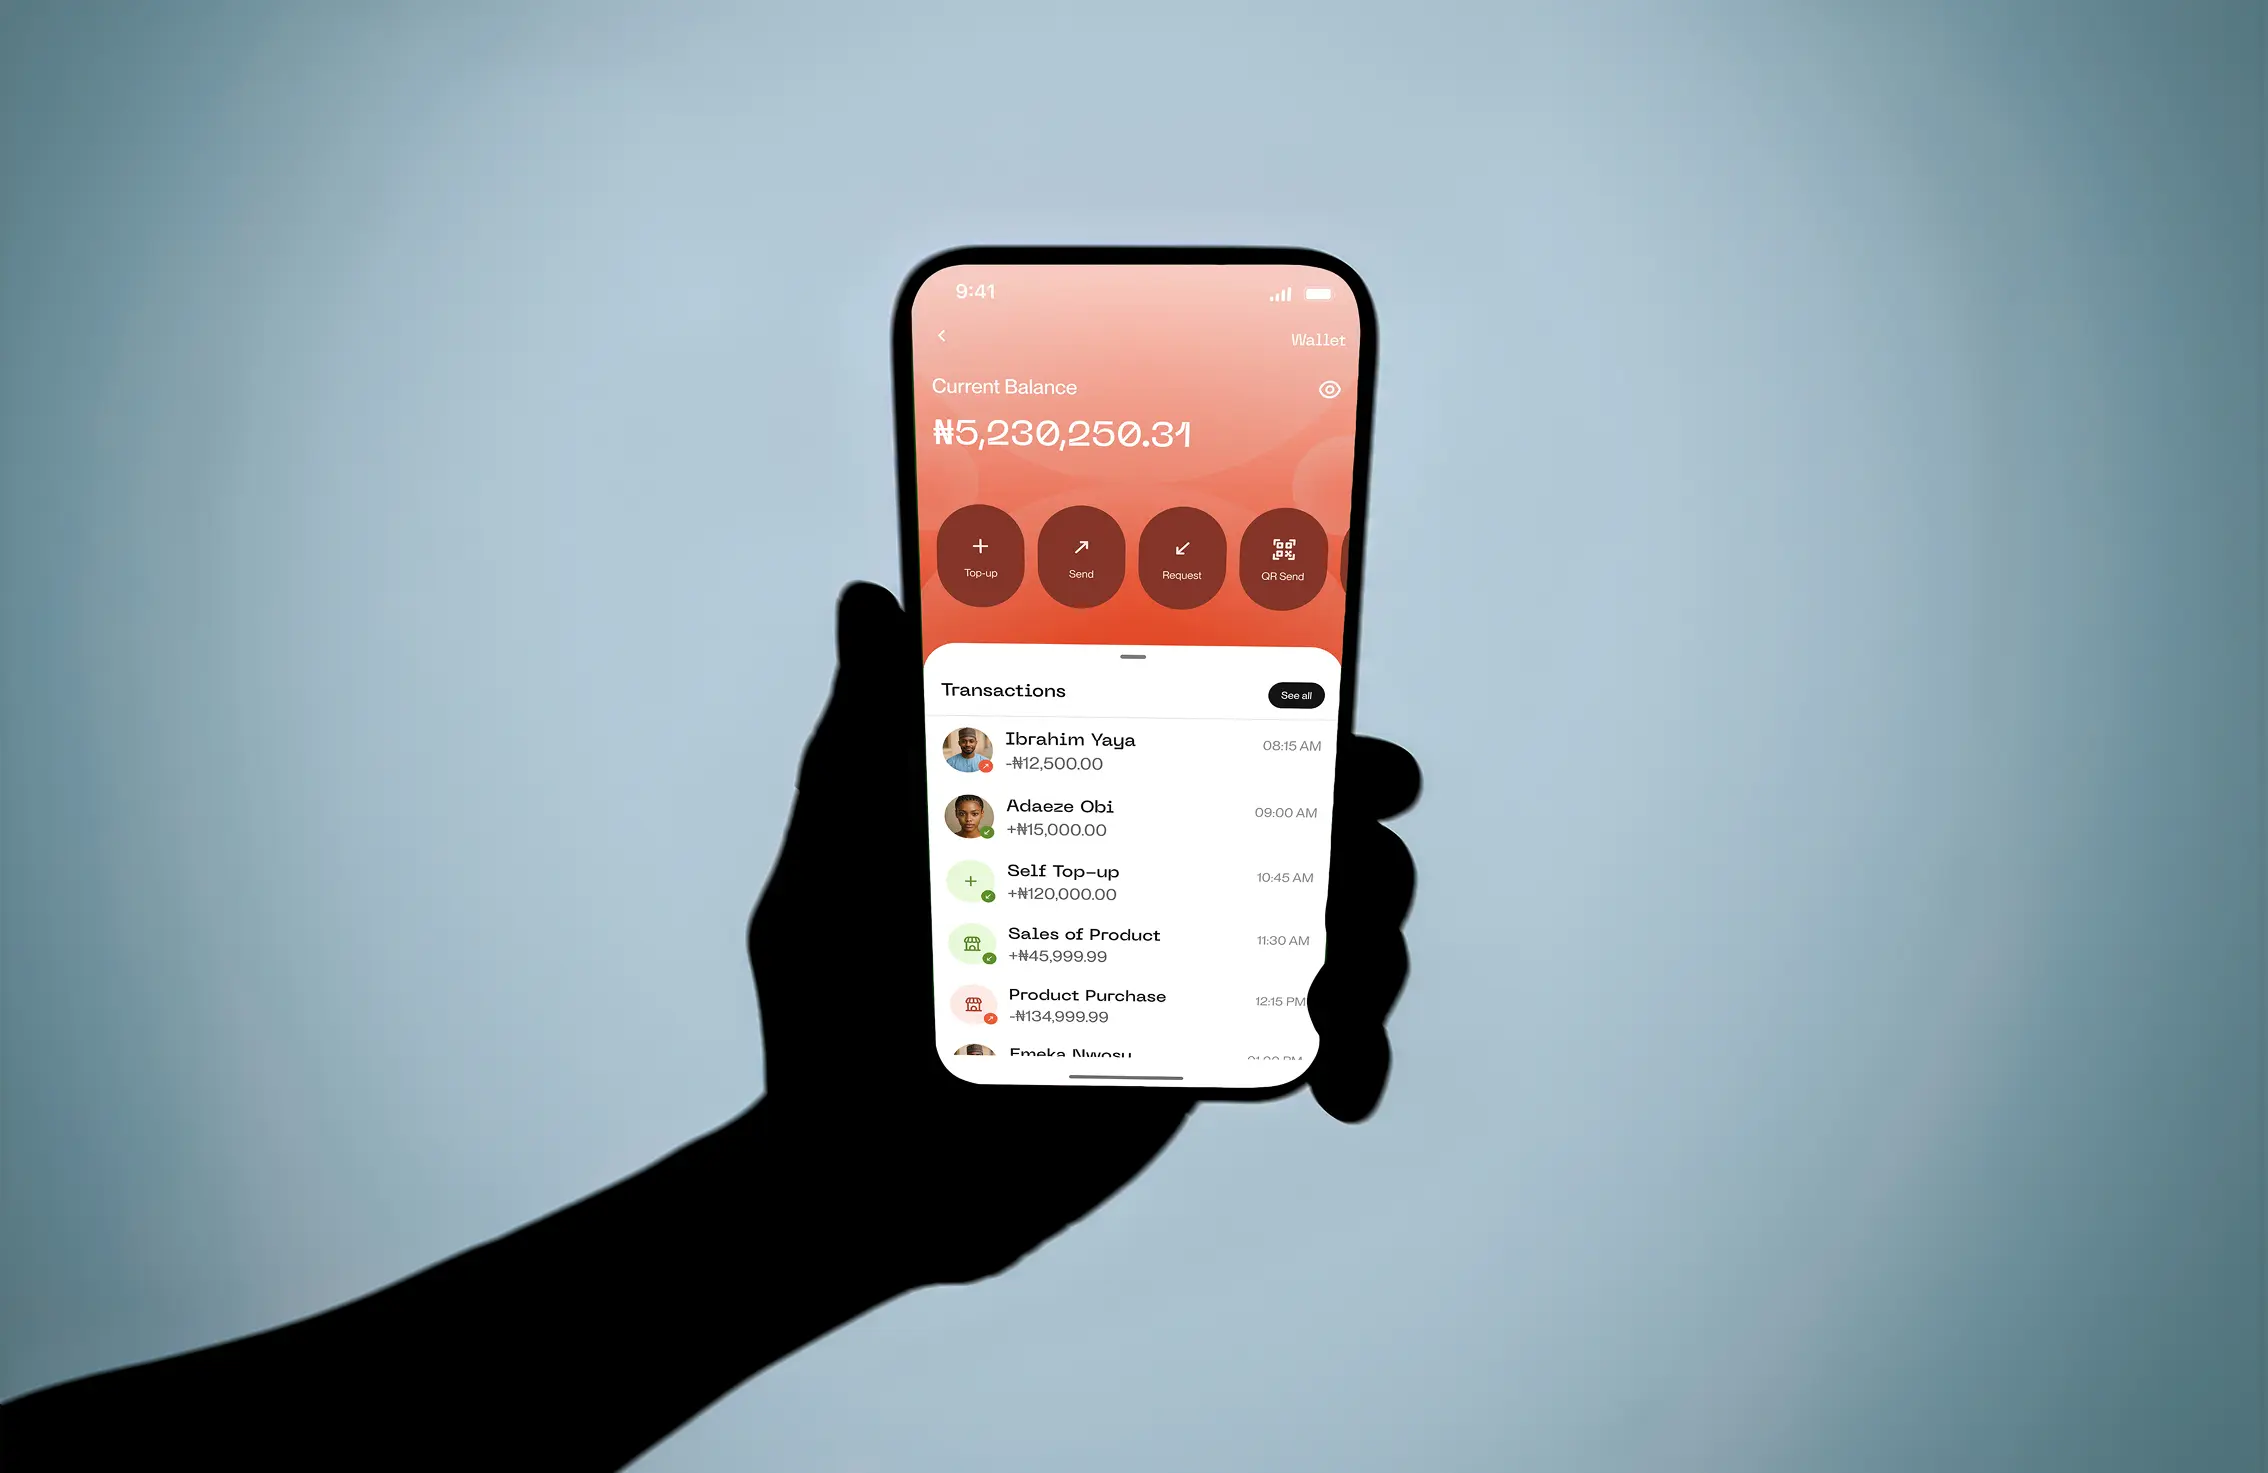 9:41
Wallet
Current Balance
₦5,230,250.31
Top-up
Send
Request
QR Send
Transactions
See all
Ibrahim Yaya
08:15 AM
-₦12,500.00
Adaeze Obi
09:00 AM
+₦15,000.00
Self Top-up
10:45 AM
+₦120,000.00
Sales of Product
11:30 AM
+₦45,999.99
Product Purchase
12:15 PM
-₦134,999.99
Emeka Nwosu